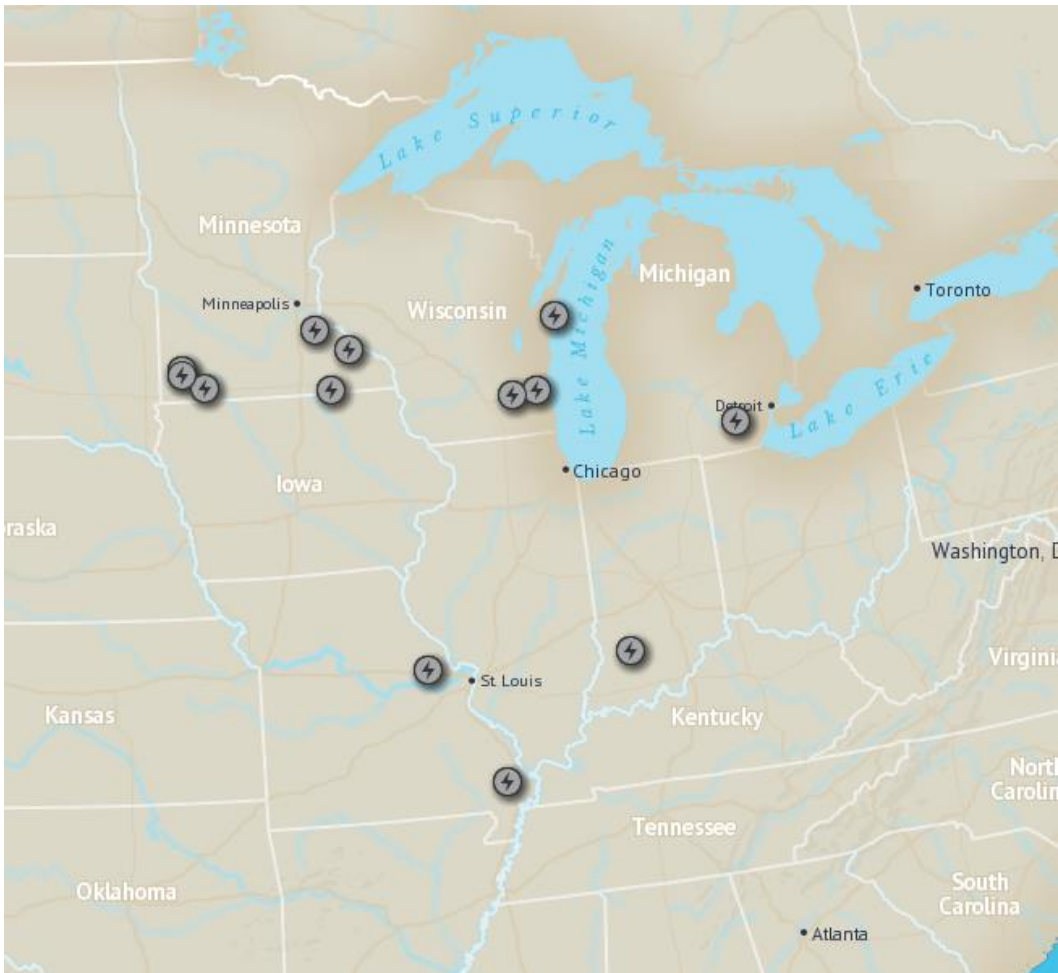 Lake Superior
Minnesota
Michigan
Minneapolis
Wisconsin
Lake Michigan
Toronto
Detroit
Lake Erie
Chicago
Iowa
raska
Washington, D
St. Louis
Virginia
Kansas
Kentucky
North
Carolin
Tennessee
Oklahoma
South
Carolina
Atlanta